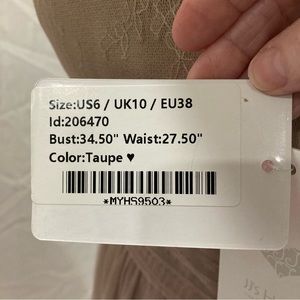 Size:US6 / UK10 / EU38
Id:206470
Bust:34.50" Waist:27.50"
Color:Taupe ♥
*MYHS9503*